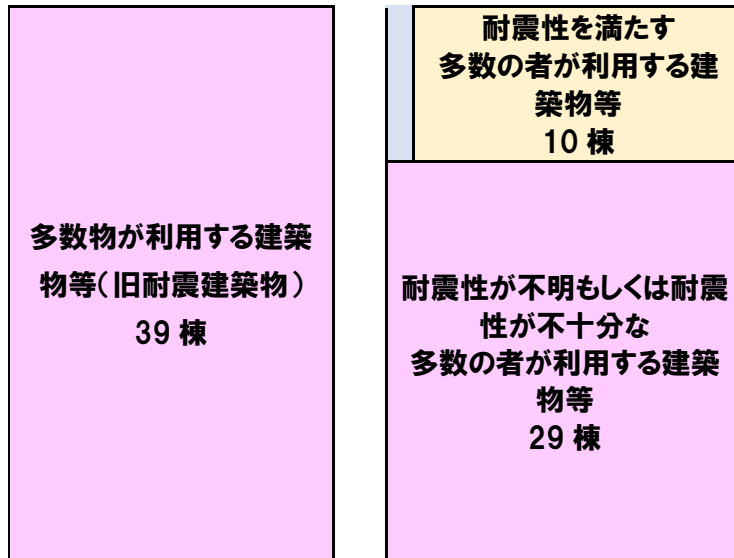 多数物が利用する建築
物等（旧耐震建築物）
39 棟
耐震性を満たす
多数の者が利用する建
築物等
10 棟
耐震性が不明もしくは耐震
性が不十分な
多数の者が利用する建築
物等
29 棟